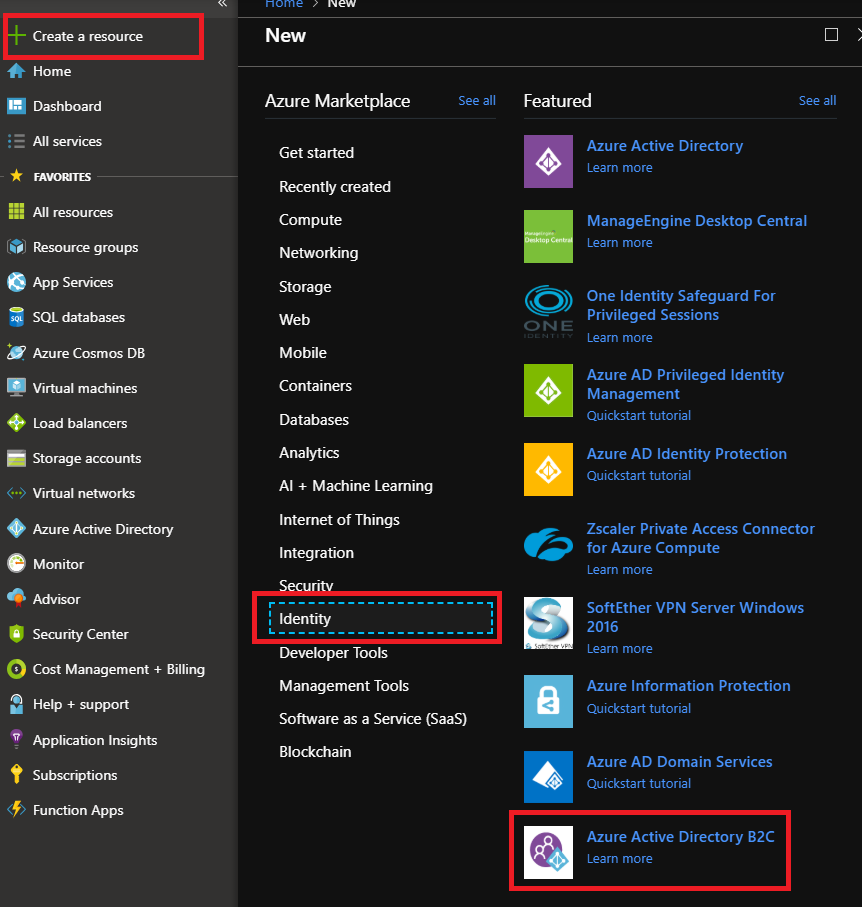 «
Create a resource
Home
Dashboard
All services
FAVORITES
All resources
Resource groups
App Services
SQL databases
Azure Cosmos DB
Virtual machines
Load balancers
Storage accounts
Virtual networks
Azure Active Directory
Monitor
Advisor
Security Center
Cost Management + Billing
Help + support
Application Insights
Subscriptions
Function Apps
Home > New
New
Azure Marketplace See all
Get started
Recently created
Compute
Networking
Storage
Web
Mobile
Containers
Databases
Analytics
AI + Machine Learning
Internet of Things
Integration
Security
Identity
Developer Tools
Management Tools
Software as a Service (SaaS)
Blockchain
Featured See all
Azure Active Directory
Learn more
ManageEngine
Desktop Central
ManageEngine Desktop Central
Learn more
ONE
IDENTITY
One Identity Safeguard For
Privileged Sessions
Learn more
Azure AD Privileged Identity
Management
Quickstart tutorial
Azure AD Identity Protection
Quickstart tutorial
Zscaler Private Access Connector
for Azure Compute
Learn more
SoftEther VPN
SoftEther VPN Server Windows
2016
Learn more
Azure Information Protection
Quickstart tutorial
Azure AD Domain Services
Quickstart tutorial
Azure Active Directory B2C
Learn more